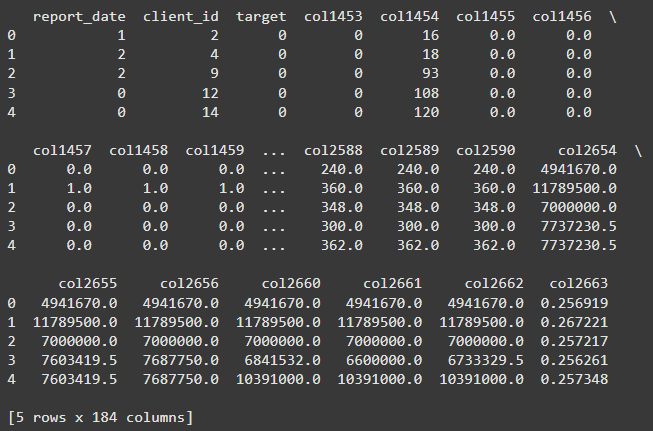 report_date client_id target col1453 col1454 col1455 col1456 \
0 1 2 0 0 16 0.0 0.0
1 2 4 0 0 18 0.0 0.0
2 2 9 0 0 93 0.0 0.0
3 0 12 0 0 108 0.0 0.0
4 0 14 0 0 120 0.0 0.0
col1457 col1458 col1459 ... col2588 col2589 col2590 col2654 \
0 0.0 0.0 0.0 ... 240.0 240.0 240.0 4941670.0
1 1.0 1.0 1.0 ... 360.0 360.0 360.0 11789500.0
2 0.0 0.0 0.0 ... 348.0 348.0 348.0 7000000.0
3 0.0 0.0 0.0 ... 300.0 300.0 300.0 7737230.5
4 0.0 0.0 0.0 ... 362.0 362.0 362.0 7737230.5
col2655 col2656 col2660 col2661 col2662 col2663
0 4941670.0 4941670.0 4941670.0 4941670.0 4941670.0 0.256919
1 11789500.0 11789500.0 11789500.0 11789500.0 11789500.0 0.267221
2 7000000.0 7000000.0 7000000.0 7000000.0 7000000.0 0.257217
3 7603419.5 7687750.0 6841532.0 6600000.0 6733329.5 0.256261
4 7603419.5 7687750.0 10391000.0 10391000.0 10391000.0 0.257348
[5 rows x 184 columns]